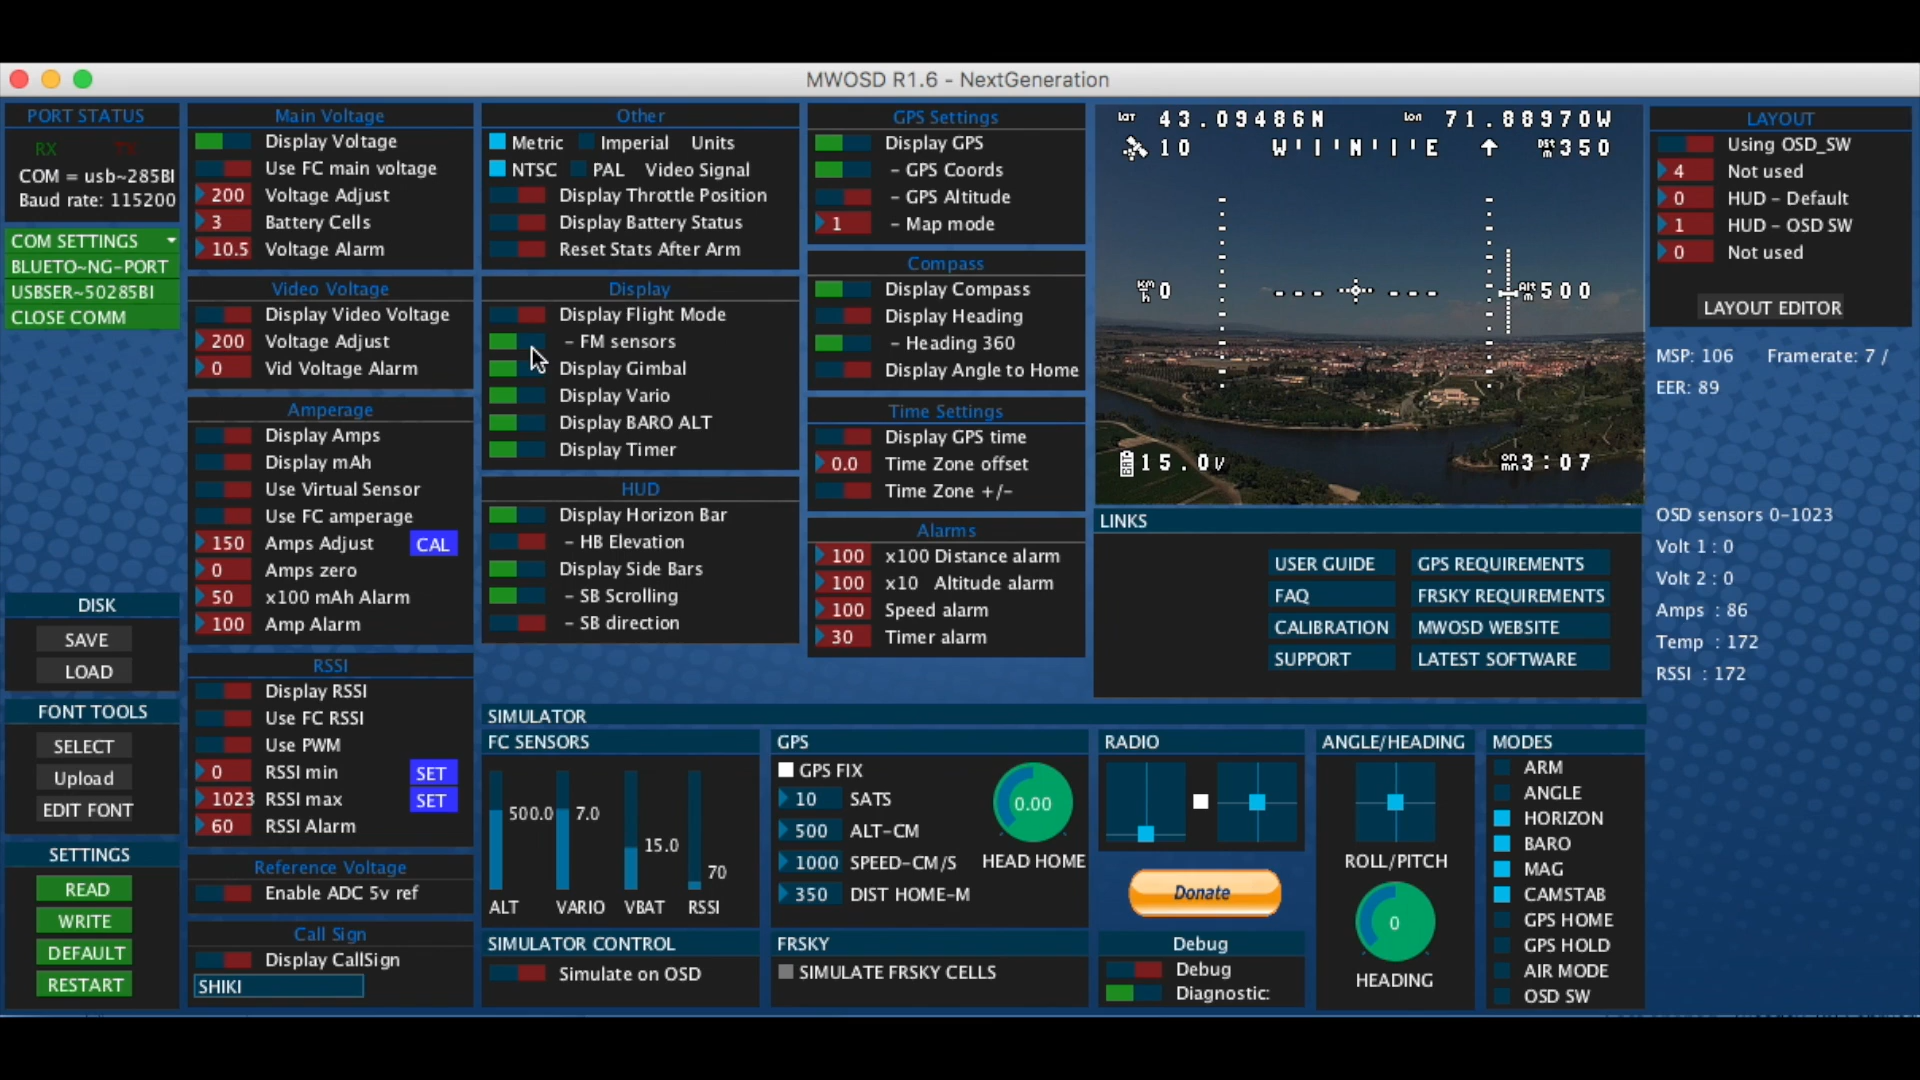 MWOSD R1.6 - NextGeneration
PORT STATUS
RX TX
COM = usb~285BI
Baud rate: 115200
COM SETTINGS
BLUETO~NG-PORT
USBSER~50285BI
CLOSE COMM
DISK
SAVE
LOAD
FONT TOOLS
SELECT
Upload
EDIT FONT
SETTINGS
READ
WRITE
DEFAULT
RESTART
Main Voltage
Display Voltage
Use FC main voltage
200 Voltage Adjust
3 Battery Cells
10.5 Voltage Alarm
Video Voltage
Display Video Voltage
200 Voltage Adjust
0 Vid Voltage Alarm
Amperage
Display Amps
Display mAh
Use Virtual Sensor
Use FC amperage
150 Amps Adjust CAL
0 Amps zero
50 x100 mAh Alarm
100 Amp Alarm
RSSI
Display RSSI
Use FC RSSI
Use PWM
0 RSSI min SET
1023 RSSI max SET
60 RSSI Alarm
Reference Voltage
Enable ADC 5v ref
Call Sign
Display CallSign
SHIKI
Other
Metric Imperial Units
NTSC PAL Video Signal
Display Throttle Position
Display Battery Status
Reset Stats After Arm
Display
Display Flight Mode
- FM sensors
Display Gimbal
Display Vario
Display BARO ALT
Display Timer
HUD
Display Horizon Bar
- HB Elevation
Display Side Bars
- SB Scrolling
- SB direction
GPS Settings
Display GPS
- GPS Coords
- GPS Altitude
1 - Map mode
Compass
Display Compass
Display Heading
- Heading 360
Display Angle to Home
Time Settings
Display GPS time
0.0 Time Zone offset
Time Zone +/-
Alarms
100 x100 Distance alarm
100 x10 Altitude alarm
100 Speed alarm
30 Timer alarm
Lat 43.09486N Lon 71.88970W
10 W'I'N'I'E Dst m 350
km h 0 Alt m 500
15.0V on mn 3:07
LINKS
USER GUIDE GPS REQUIREMENTS
FAQ FRSKY REQUIREMENTS
CALIBRATION MWOSD WEBSITE
SUPPORT LATEST SOFTWARE
LAYOUT
Using OSD_SW
4 Not used
0 HUD - Default
1 HUD - OSD SW
0 Not used
LAYOUT EDITOR
MSP: 106 Framerate: 7 /
EER: 89
OSD sensors 0-1023
Volt 1 : 0
Volt 2 : 0
Amps : 86
Temp : 172
RSSI : 172
SIMULATOR
FC SENSORS
500.0 7.0 15.0 70
ALT VARIO VBAT RSSI
SIMULATOR CONTROL
Simulate on OSD
GPS
GPS FIX
10 SATS
500 ALT-CM
1000 SPEED-CM/S
350 DIST HOME-M
0.00
HEAD HOME
FRSKY
SIMULATE FRSKY CELLS
RADIO
Donate
Debug
Debug
Diagnostic:
ANGLE/HEADING
ROLL/PITCH
0
HEADING
MODES
ARM
ANGLE
HORIZON
BARO
MAG
CAMSTAB
GPS HOME
GPS HOLD
AIR MODE
OSD SW